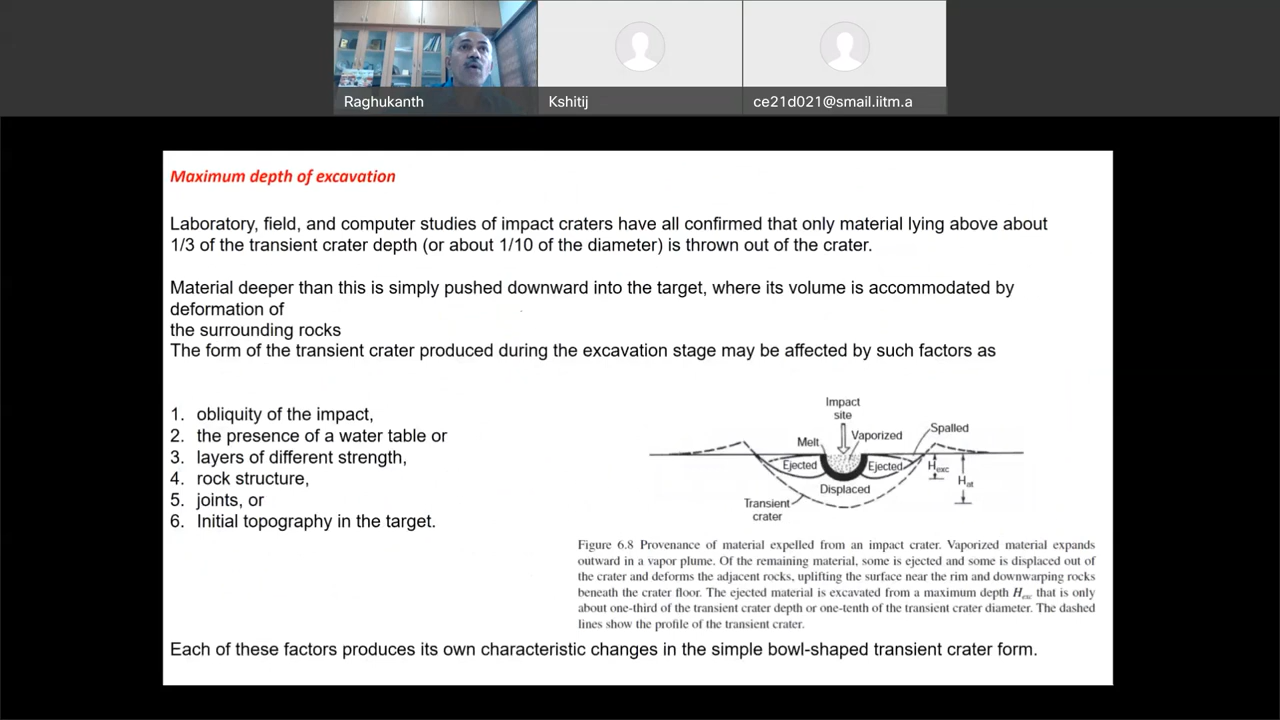 Raghukanth
Kshitij
ce21d021@smail.iitm.a
Maximum depth of excavation
Laboratory, field, and computer studies of impact craters have all confirmed that only material lying above about
1/3 of the transient crater depth (or about 1/10 of the diameter) is thrown out of the crater.
Material deeper than this is simply pushed downward into the target, where its volume is accommodated by
deformation of
the surrounding rocks
The form of the transient crater produced during the excavation stage may be affected by such factors as
1. obliquity of the impact,
2. the presence of a water table or
3. layers of different strength,
4. rock structure,
5. joints, or
6. Initial topography in the target.
Impact
site
Melt
Vaporized
Spalled
Ejected
Ejected
Hexc
Hat
Displaced
Transient
crater
Figure 6.8 Provenance of material expelled from an impact crater. Vaporized material expands
outward in a vapor plume. Of the remaining material, some is ejected and some is displaced out of
the crater and deforms the adjacent rocks, uplifting the surface near the rim and downwarping rocks
beneath the crater floor. The ejected material is excavated from a maximum depth Hexc that is only
about one-third of the transient crater depth or one-tenth of the transient crater diameter. The dashed
lines show the profile of the transient crater.
Each of these factors produces its own characteristic changes in the simple bowl-shaped transient crater form.